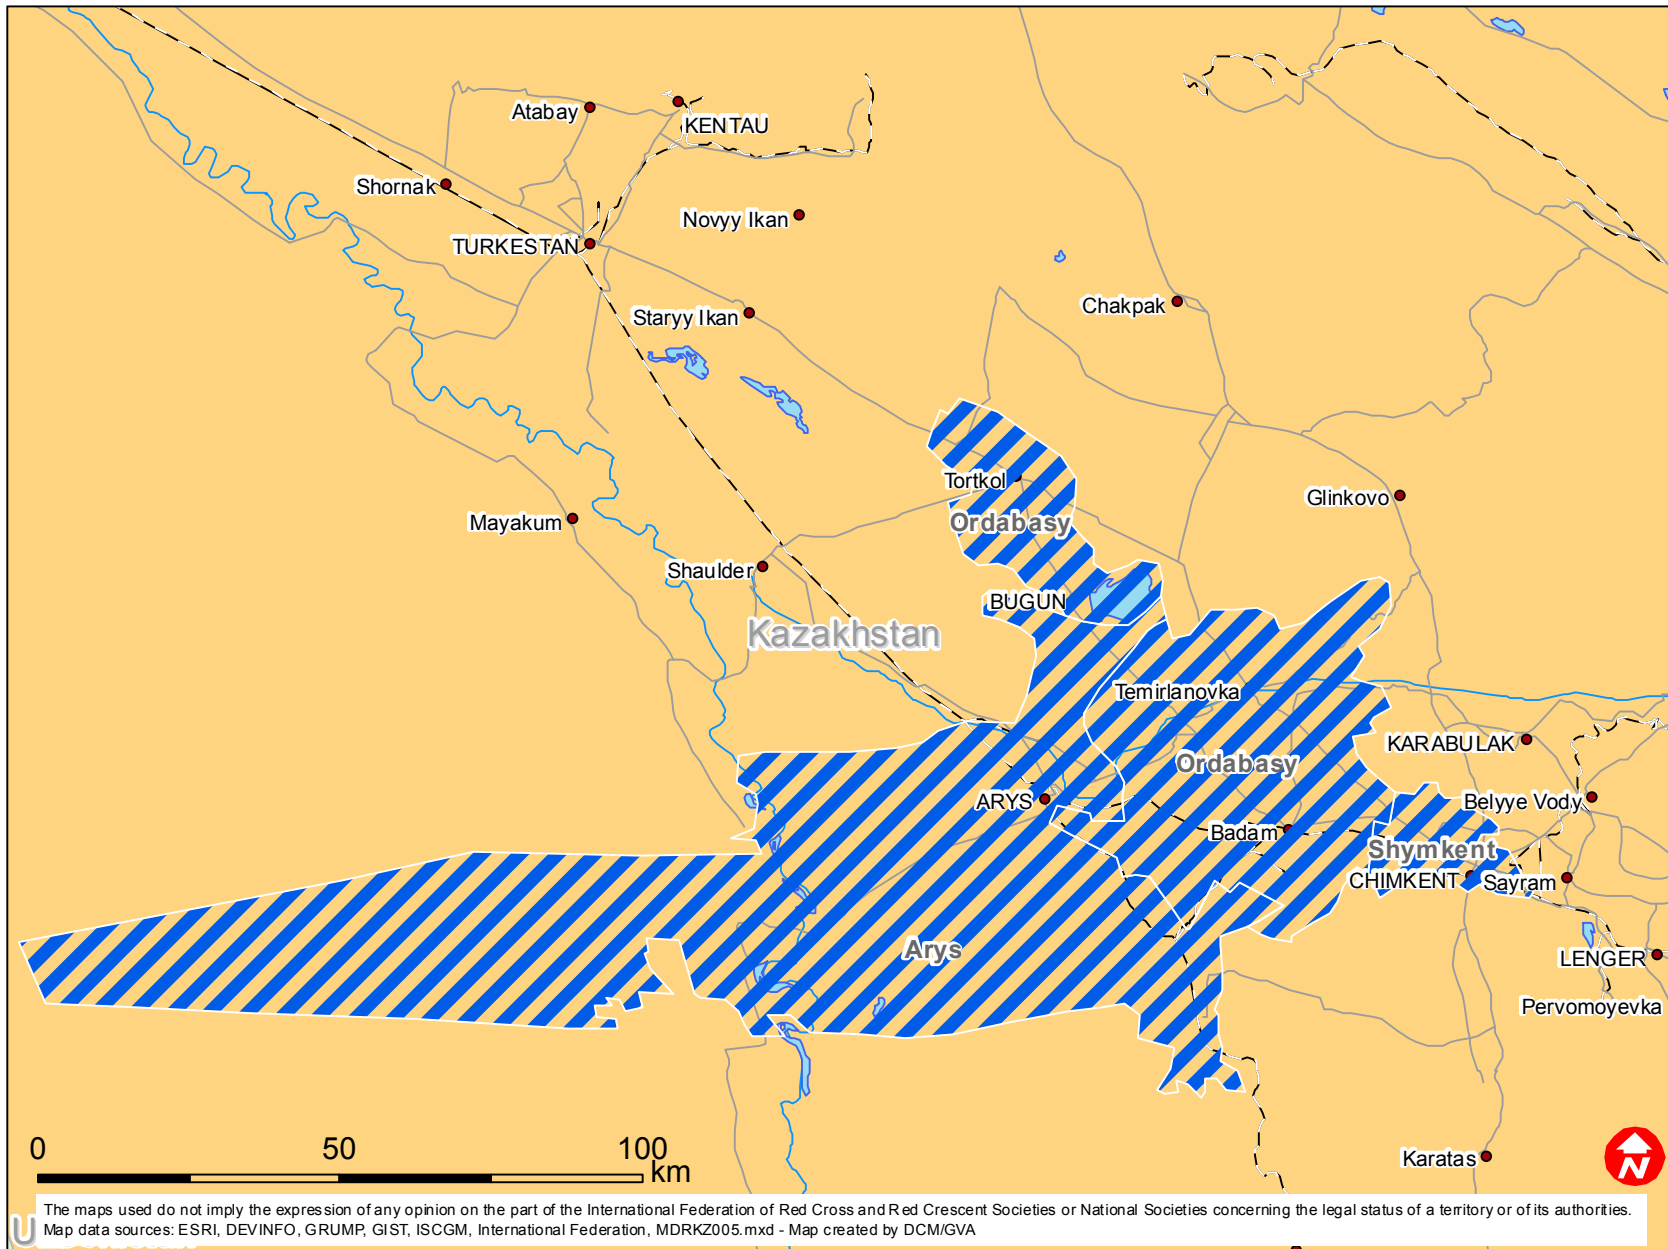 Atabay
KENTAU
Shornak
Novyy Ikan
TURKESTAN
Chakpak
Staryy Ikan
Tortkol
Glinkovo
Ordabasy
Mayakum
Shaulder
BUGUN
Kazakhstan
Temirlanovka
KARABULAK
Ordabasy
ARYS
Belyye Vody
Badam
Shymkent
CHIMKENT
Sayram
Arys
LENGER
Pervomoyevka
0 50 100
km
Karatas
N
The maps used do not imply the expression of any opinion on the part of the International Federation of Red Cross and Red Crescent Societies or National Societies concerning the legal status of a territory or of its authorities.
Map data sources: ESRI, DEVINFO, GRUMP, GIST, ISCGM, International Federation, MDRKZ005.mxd - Map created by DCM/GVA